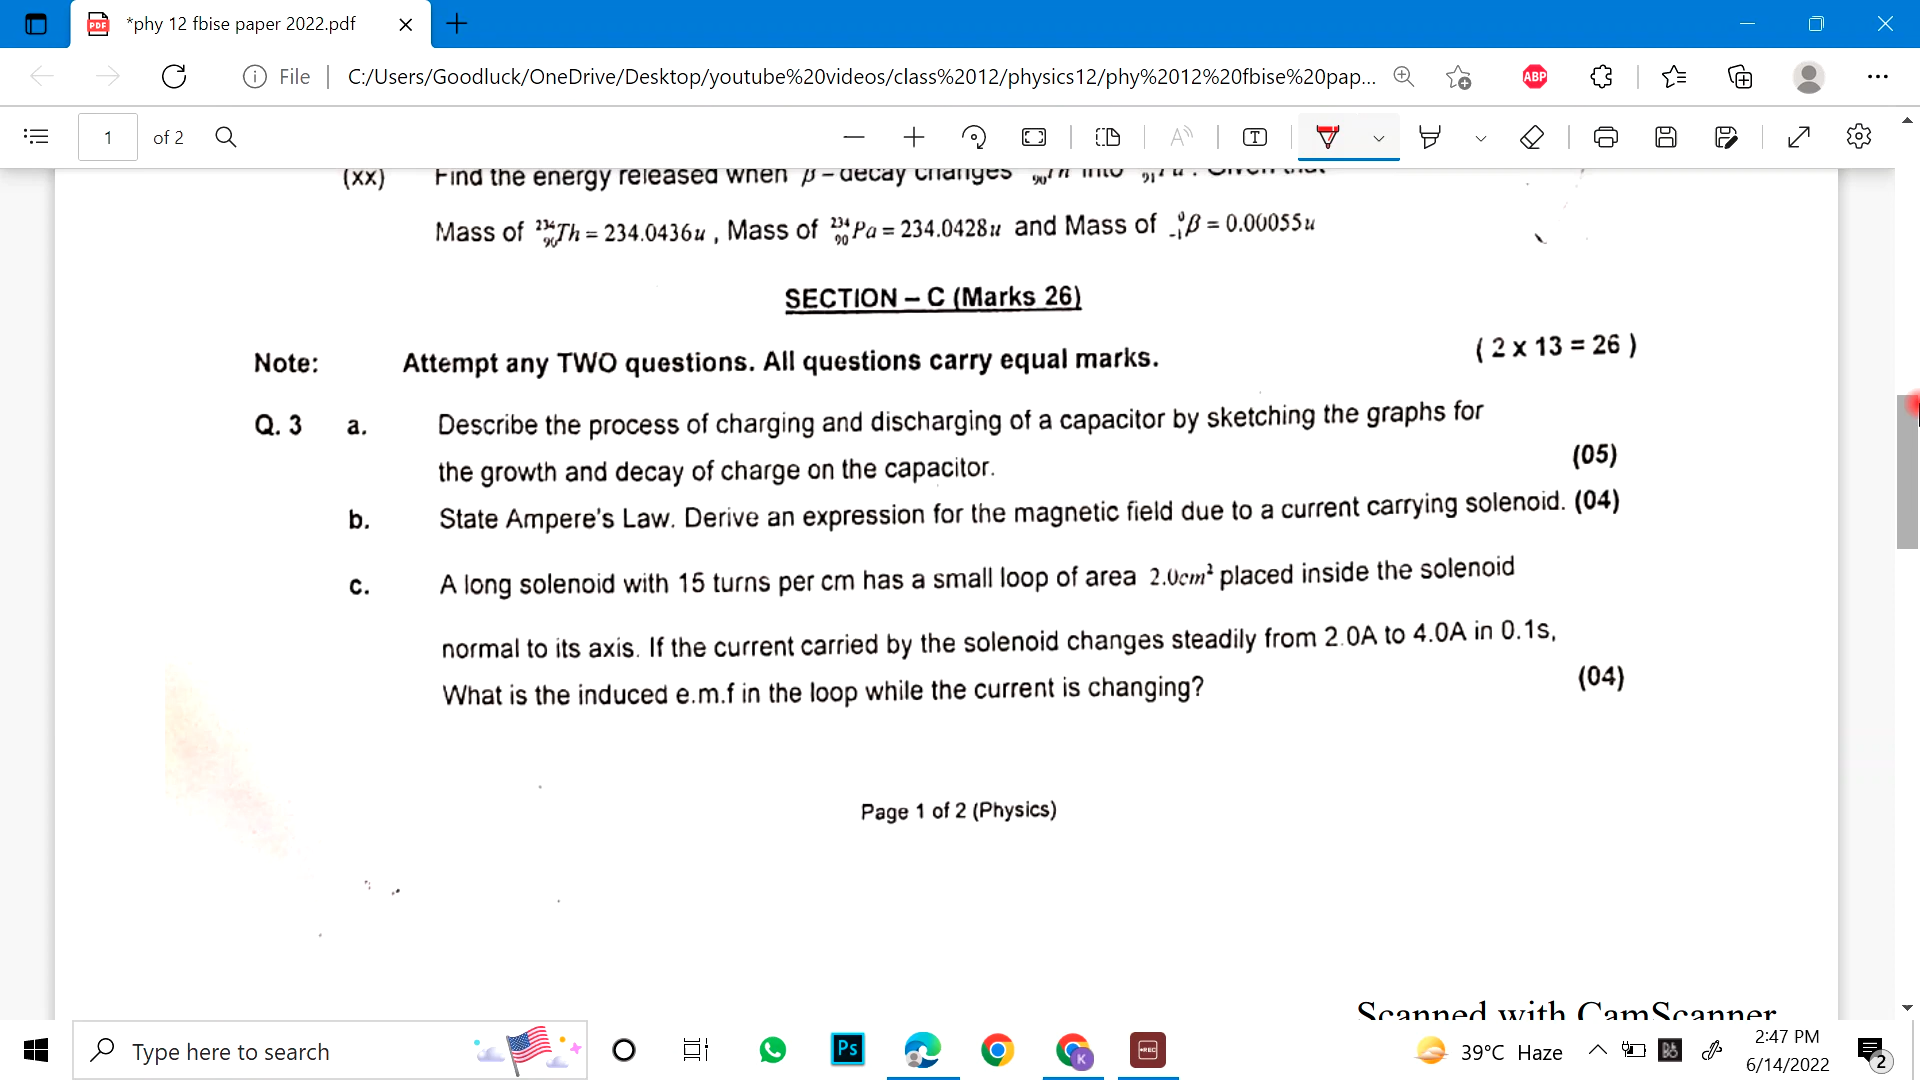 *phy 12 fbise paper 2022.pdf
File
C:/Users/Goodluck/OneDrive/Desktop/youtube%20videos/class%2012/physics12/phy%2012%20fbise%20pap...
ABP
1 of 2
(xx) Find the energy released when β – decay changes 90Th into 91Pa. Given that
Mass of ²³⁴₉₀Th = 234.0436u , Mass of ²³⁴₉₀Pa = 234.0428u and Mass of ⁰₋₁β = 0.00055u
SECTION – C (Marks 26)
Note: Attempt any TWO questions. All questions carry equal marks. ( 2 x 13 = 26 )
Q. 3 a. Describe the process of charging and discharging of a capacitor by sketching the graphs for
the growth and decay of charge on the capacitor. (05)
b. State Ampere's Law. Derive an expression for the magnetic field due to a current carrying solenoid. (04)
c. A long solenoid with 15 turns per cm has a small loop of area 2.0cm² placed inside the solenoid
normal to its axis. If the current carried by the solenoid changes steadily from 2.0A to 4.0A in 0.1s,
What is the induced e.m.f in the loop while the current is changing? (04)
Page 1 of 2 (Physics)
Scanned with CamScanner
Type here to search
Ps
K
REC
39°C Haze
2:47 PM
6/14/2022
2